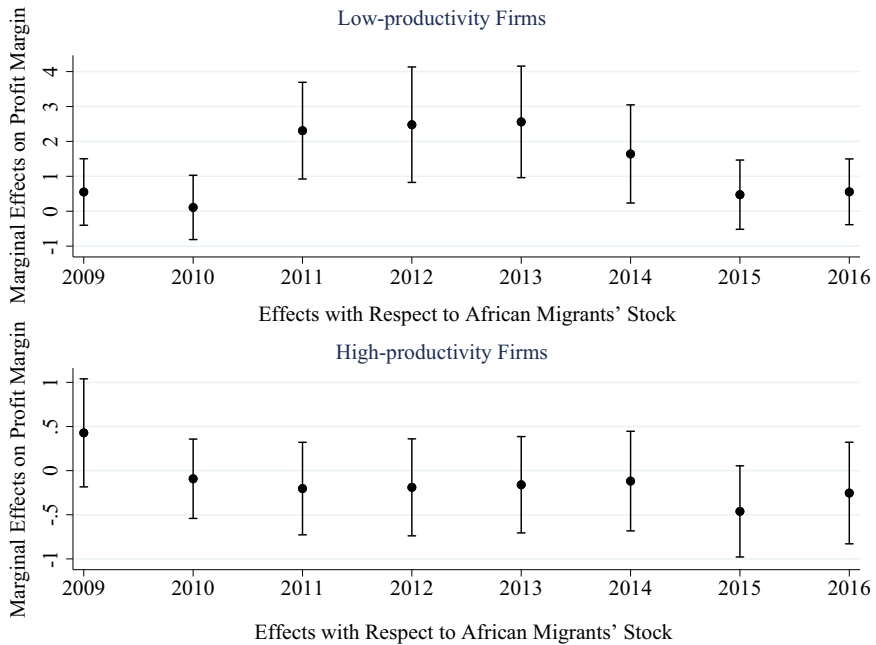 Low-productivity Firms
Marginal Effects on Profit Margin
4
3
2
1
0
-1
2009 2010 2011 2012 2013 2014 2015 2016
Effects with Respect to African Migrants’ Stock
High-productivity Firms
Marginal Effects on Profit Margin
1
.5
0
-.5
-1
2009 2010 2011 2012 2013 2014 2015 2016
Effects with Respect to African Migrants’ Stock